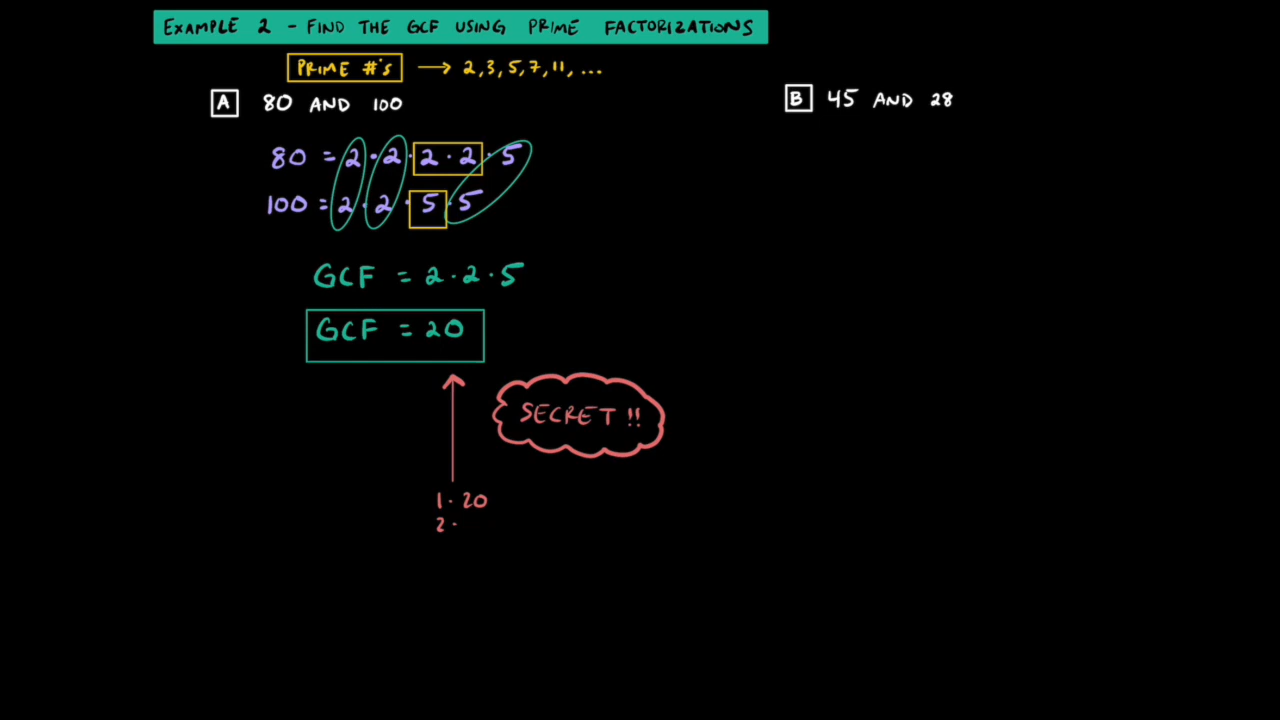 EXAMPLE 2 - FIND THE GCF USING PRIME FACTORIZATIONS
PRIME #'S → 2,3,5,7,11,...
A 80 AND 100
80 = 2·2·2·2·5
100 = 2·2·5·5
GCF = 2·2·5
GCF = 20
SECRET!!
1·20
2·
B 45 AND 28